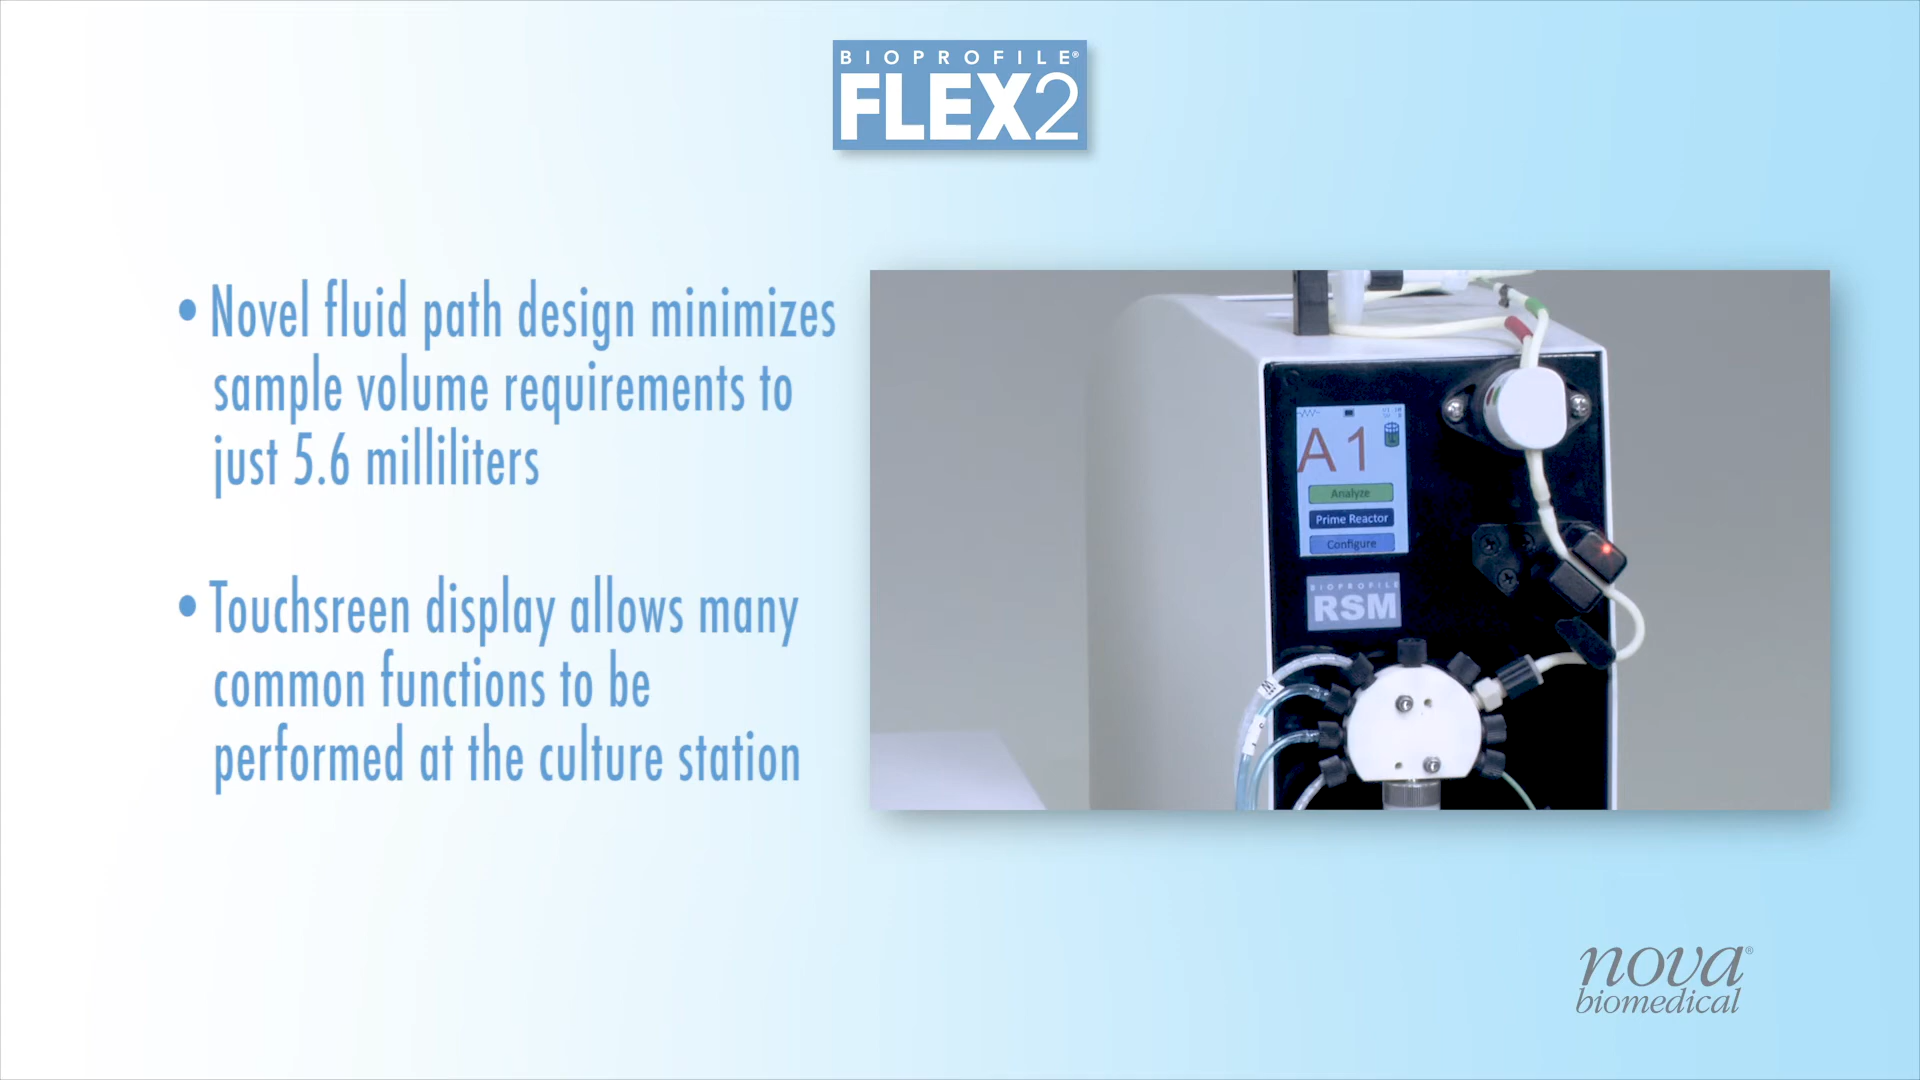 BIOPROFILE®
FLEX2
• Novel fluid path design minimizes
sample volume requirements to
just 5.6 milliliters
• Touchsreen display allows many
common functions to be
performed at the culture station
A1
Analyze
Prime Reactor
Configure
BIOPROFILE
RSM
nova®
biomedical